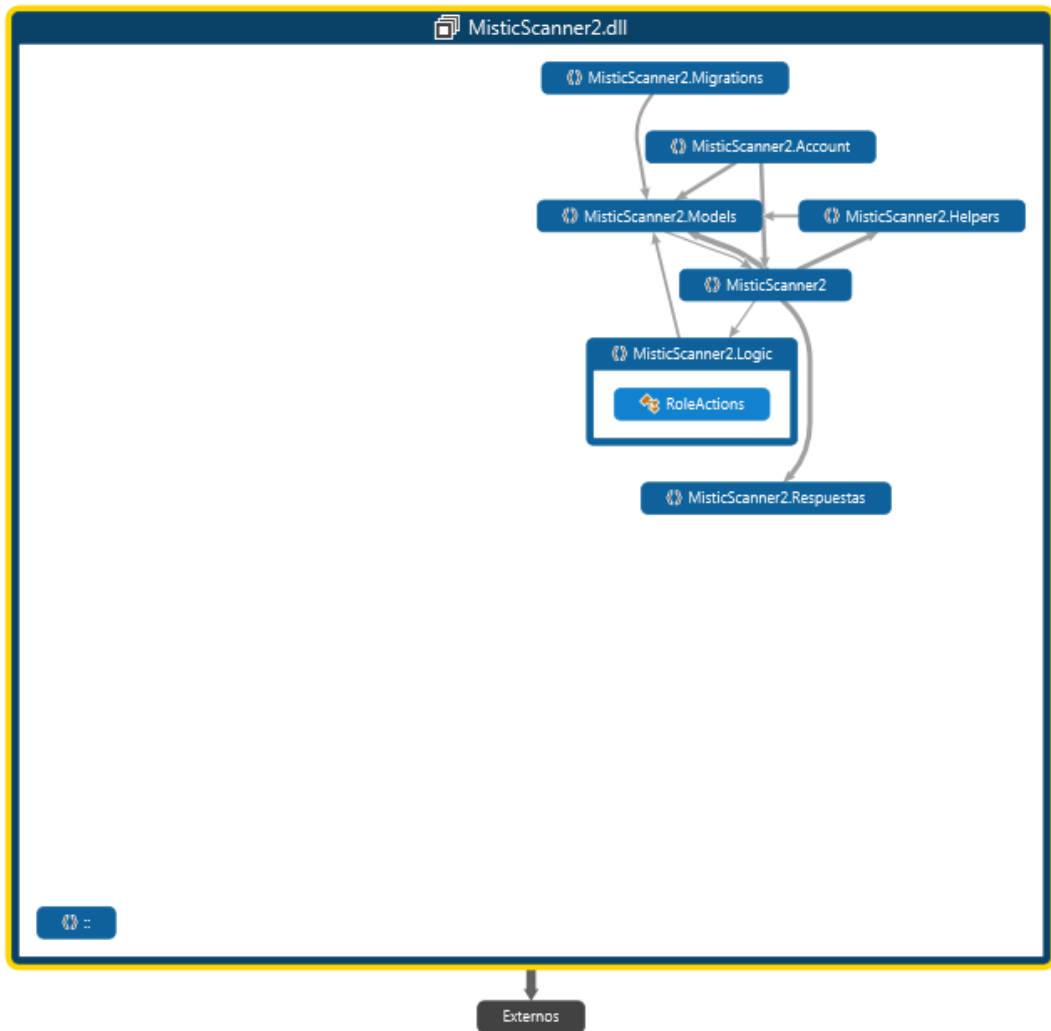 MisticScanner2.dll
MisticScanner2.Migrations
MisticScanner2.Account
MisticScanner2.Models
MisticScanner2.Helpers
MisticScanner2
MisticScanner2.Logic
RoleActions
MisticScanner2.Respuestas
::
Externos